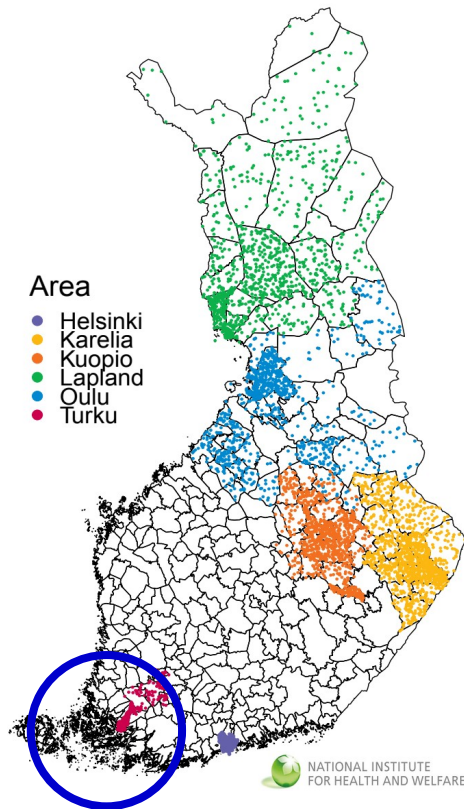 Area
Helsinki
Karelia
Kuopio
Lapland
Oulu
Turku
NATIONAL INSTITUTE
FOR HEALTH AND WELFARE